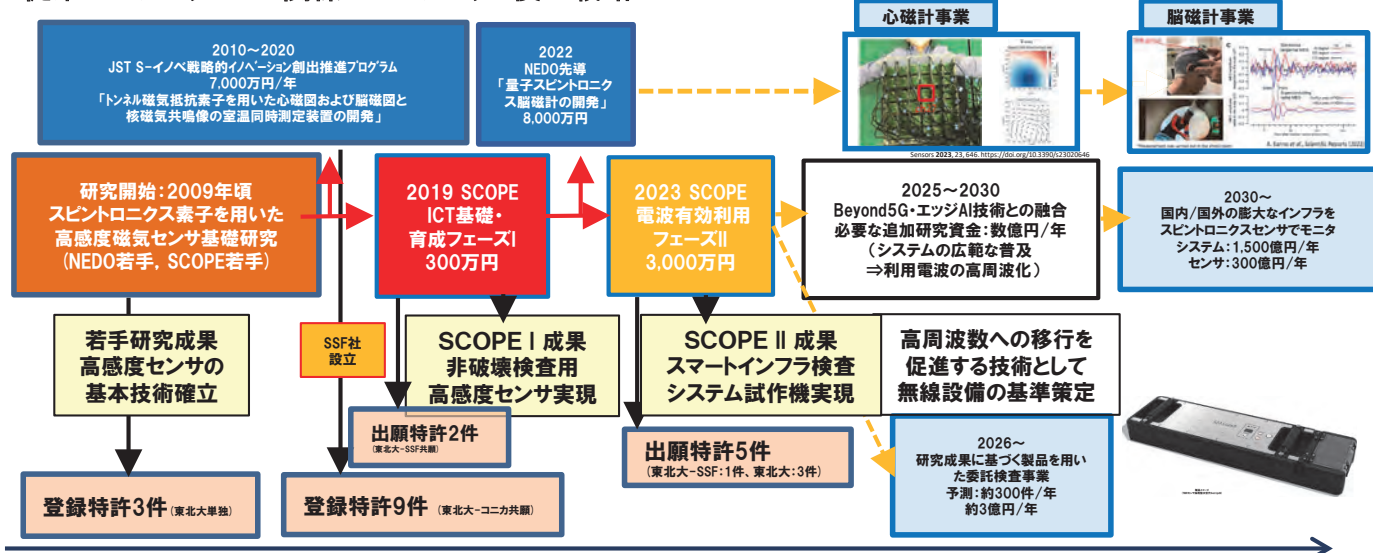 心磁計事業
脳磁計事業
2010～2020
JST S-イノベ戦略的イノベーション創出推進プログラム
7,000万円/年
「トンネル磁気抵抗素子を用いた心磁図および脳磁図と
核磁気共鳴像の室温同時測定装置の開発」
2022
NEDO先導
「量子スピントロニク
ス脳磁計の開発」
8,000万円
Sensors 2023, 23, 646. https://doi.org/10.3390/s23020646
研究開始：2009年頃
スピントロニクス素子を用いた
高感度磁気センサ基礎研究
(NEDO若手, SCOPE若手)
2019 SCOPE
ICT基礎・
育成フェーズⅠ
300万円
2023 SCOPE
電波有効利用
フェーズⅡ
3,000万円
2025～2030
Beyond5G・エッジAI技術との融合
必要な追加研究資金：数億円/年
（システムの広範な普及
⇒利用電波の高周波化）
2030～
国内/国外の膨大なインフラを
スピントロニクスセンサでモニタ
システム：1,500億円/年
センサ：300億円/年
若手研究成果
高感度センサの
基本技術確立
SSF社
設立
SCOPE Ⅰ 成果
非破壊検査用
高感度センサ実現
SCOPE Ⅱ 成果
スマートインフラ検査
システム試作機実現
高周波数への移行を
促進する技術として
無線設備の基準策定
出願特許2件
(東北大-SSF共願)
出願特許5件
(東北大-SSF：1件、東北大：3件)
2026～
研究成果に基づく製品を用い
た委託検査事業
予測：約300件/年
約3億円/年
登録特許3件 (東北大単独)
登録特許9件 (東北大-コニカ共願)